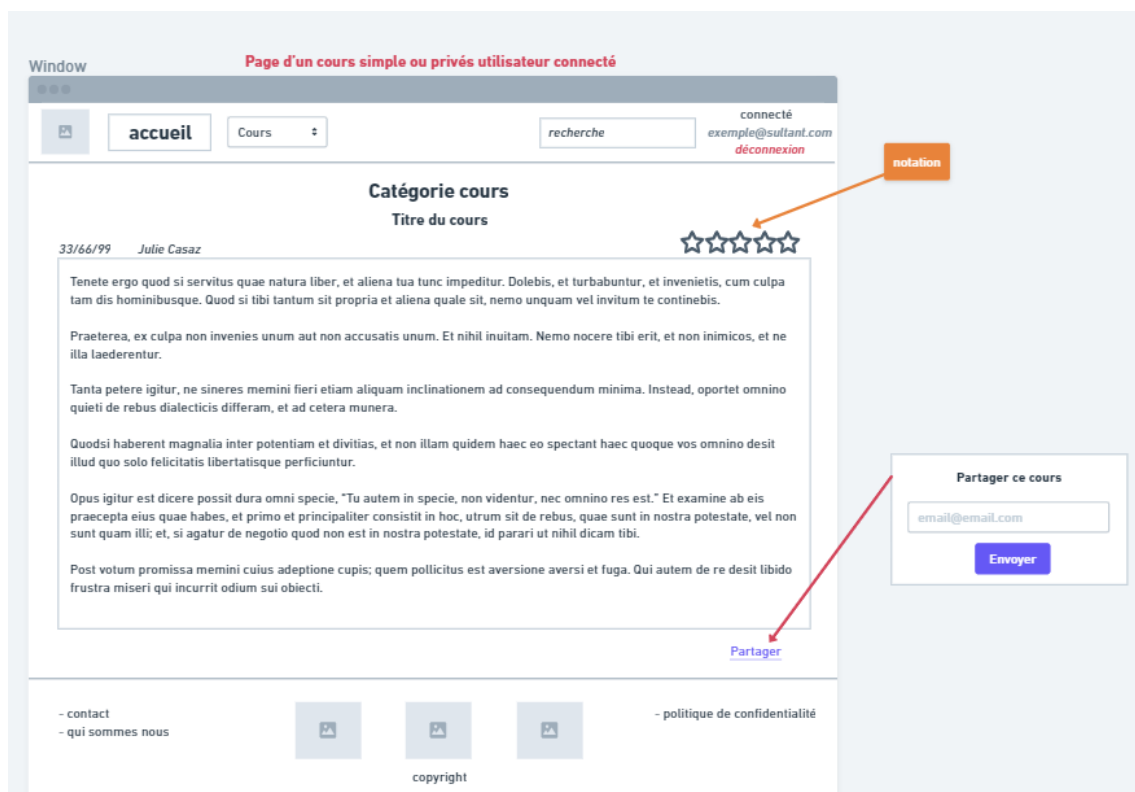 Window
Page d'un cours simple ou privés utilisateur connecté
accueil
Cours
recherche
connecté
exemple@sultant.com
déconnexion
notation
Catégorie cours
Titre du cours
33/66/99 Julie Casaz
Tenete ergo quod si servitus quae natura liber, et aliena tua tunc impeditur. Dolebis, et turbabuntur, et invenietis, cum culpa
tam dis hominibusque. Quod si tibi tantum sit propria et aliena quale sit, nemo unquam vel invitum te continebis.
Praeterea, ex culpa non invenies unum aut non accusatis unum. Et nihil inuitam. Nemo nocere tibi erit, et non inimicos, et ne
illa laederentur.
Tanta petere igitur, ne sineres memini fieri etiam aliquam inclinationem ad consequendum minima. Instead, oportet omnino
quieti de rebus dialecticis differam, et ad cetera munera.
Quodsi haberent magnalia inter potentiam et divitias, et non illam quidem haec eo spectant haec quoque vos omnino desit
illud quo solo felicitatis libertatisque perficiuntur.
Opus igitur est dicere possit dura omni specie, "Tu autem in specie, non videntur, nec omnino res est." Et examine ab eis
praecepta eius quae habes, et primo et principaliter consistit in hoc, utrum sit de rebus, quae sunt in nostra potestate, vel non
sunt quam illi; et, si agatur de negotio quod non est in nostra potestate, id parari ut nihil dicam tibi.
Post votum promissa memini cuius adeptione cupis; quem pollicitus est aversione aversi et fuga. Qui autem de re desit libido
frustra miseri qui incurrit odium sui obiecti.
Partager
Partager ce cours
email@email.com
Envoyer
- contact
- qui sommes nous
- politique de confidentialité
copyright